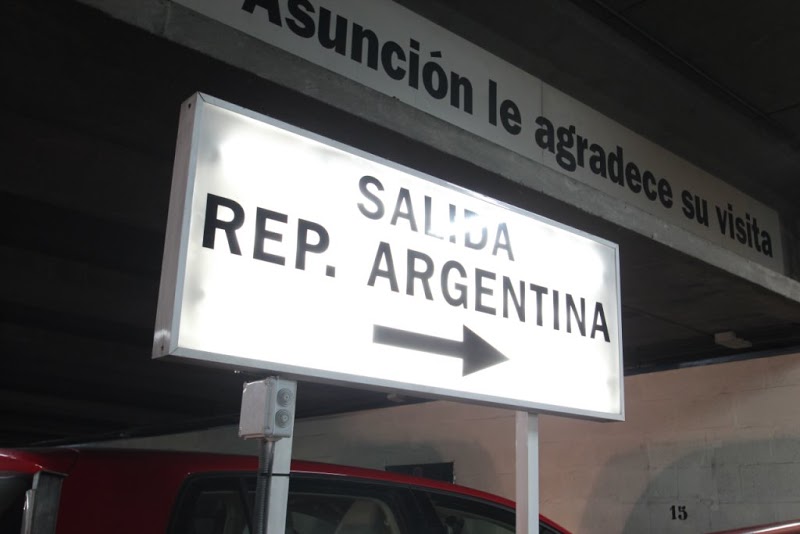 Asunción le agradece su visita
SALIDA
REP. ARGENTINA
15